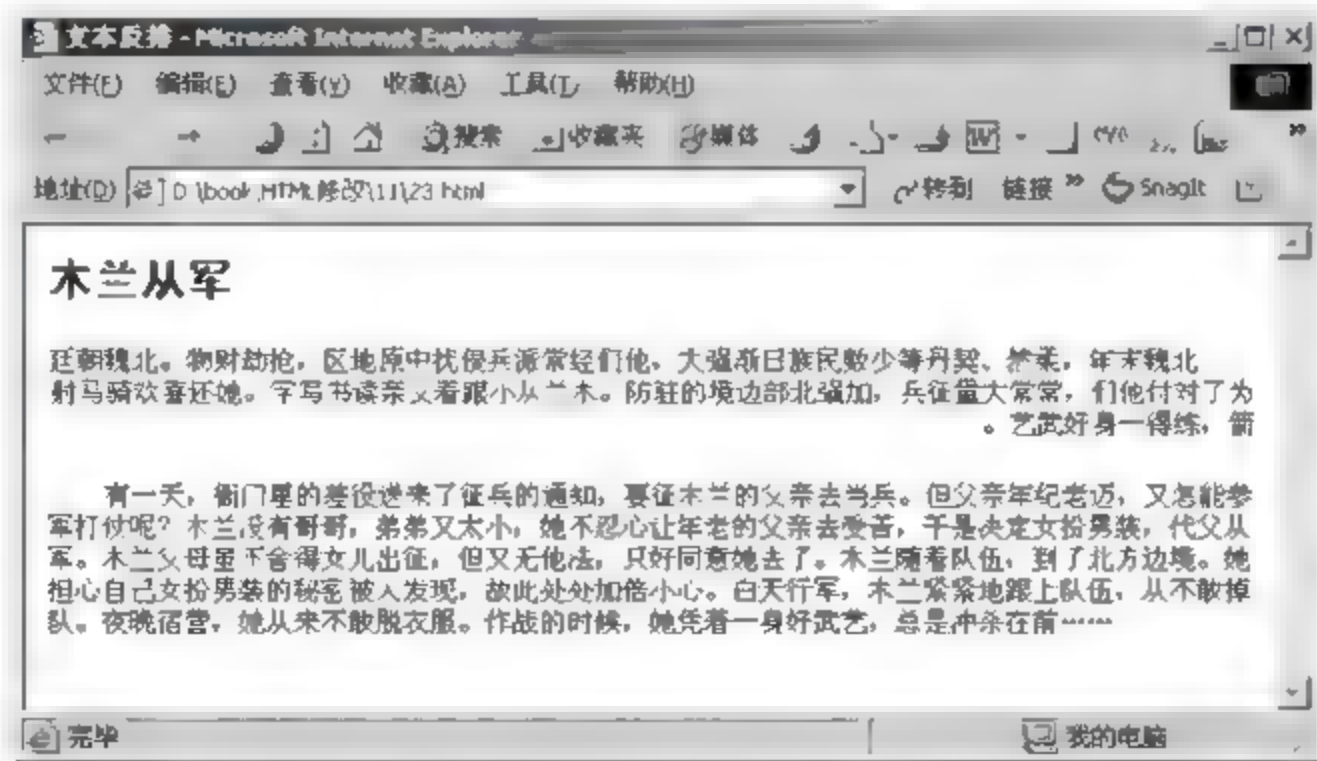 文本反排 - Microsoft Internet Explorer
文件(F) 编辑(E) 查看(V) 收藏(A) 工具(T) 帮助(H)
搜索 收藏夹 媒体
地址(D) D:\book\HTML修改\11\23.html 转到 链接 » SnagIt
木兰从军
廷朝魏北。物财劫抢,区地原中扰侵兵派常经们他,大强渐日族民数少等丹契、然柔,年末魏北
射马骑欢喜还她。字写书读亲父着跟小从兰木。防驻的境边部北强加,兵征量大常常,们他付对了为
。艺武好身一得练,箭
有一天,衙门里的差役送来了征兵的通知,要征木兰的父亲去当兵。但父亲年纪老迈,又怎能参
军打仗呢?木兰没有哥哥,弟弟又太小,她不忍心让年老的父亲去受苦,于是决定女扮男装,代父从
军。木兰父母虽不舍得女儿出征,但又无他法,只好同意她去了。木兰随着队伍,到了北方边境。她
担心自己女扮男装的秘密被人发现,故此处处加倍小心。白天行军,木兰紧紧地跟上队伍,从不敢掉
队。夜晚宿营,她从来不敢脱衣服。作战的时候,她凭着一身好武艺,总是冲杀在前……
完毕 我的电脑